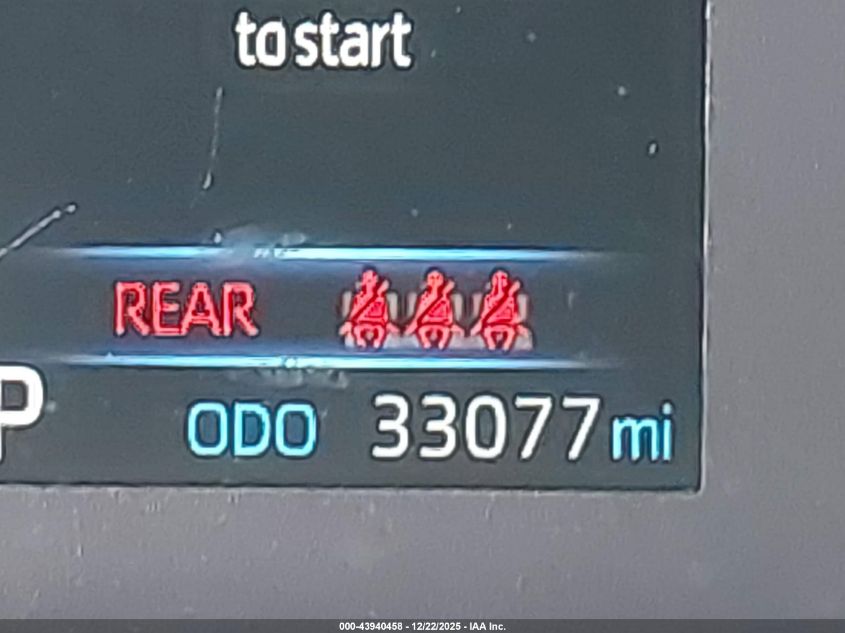 to start
REAR
P
ODO 33077 mi
000-43940458 - 12/22/2025 - IAA Inc.